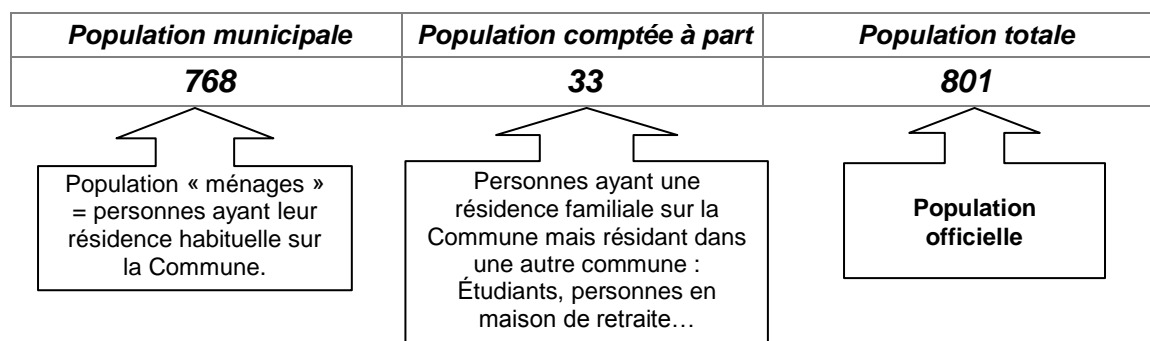 Population municipale Population comptée à part Population totale
768 33 801
Population « ménages »
= personnes ayant leur
résidence habituelle sur
la Commune.
Personnes ayant une
résidence familiale sur la
Commune mais résidant dans
une autre commune :
Étudiants, personnes en
maison de retraite…
Population
officielle